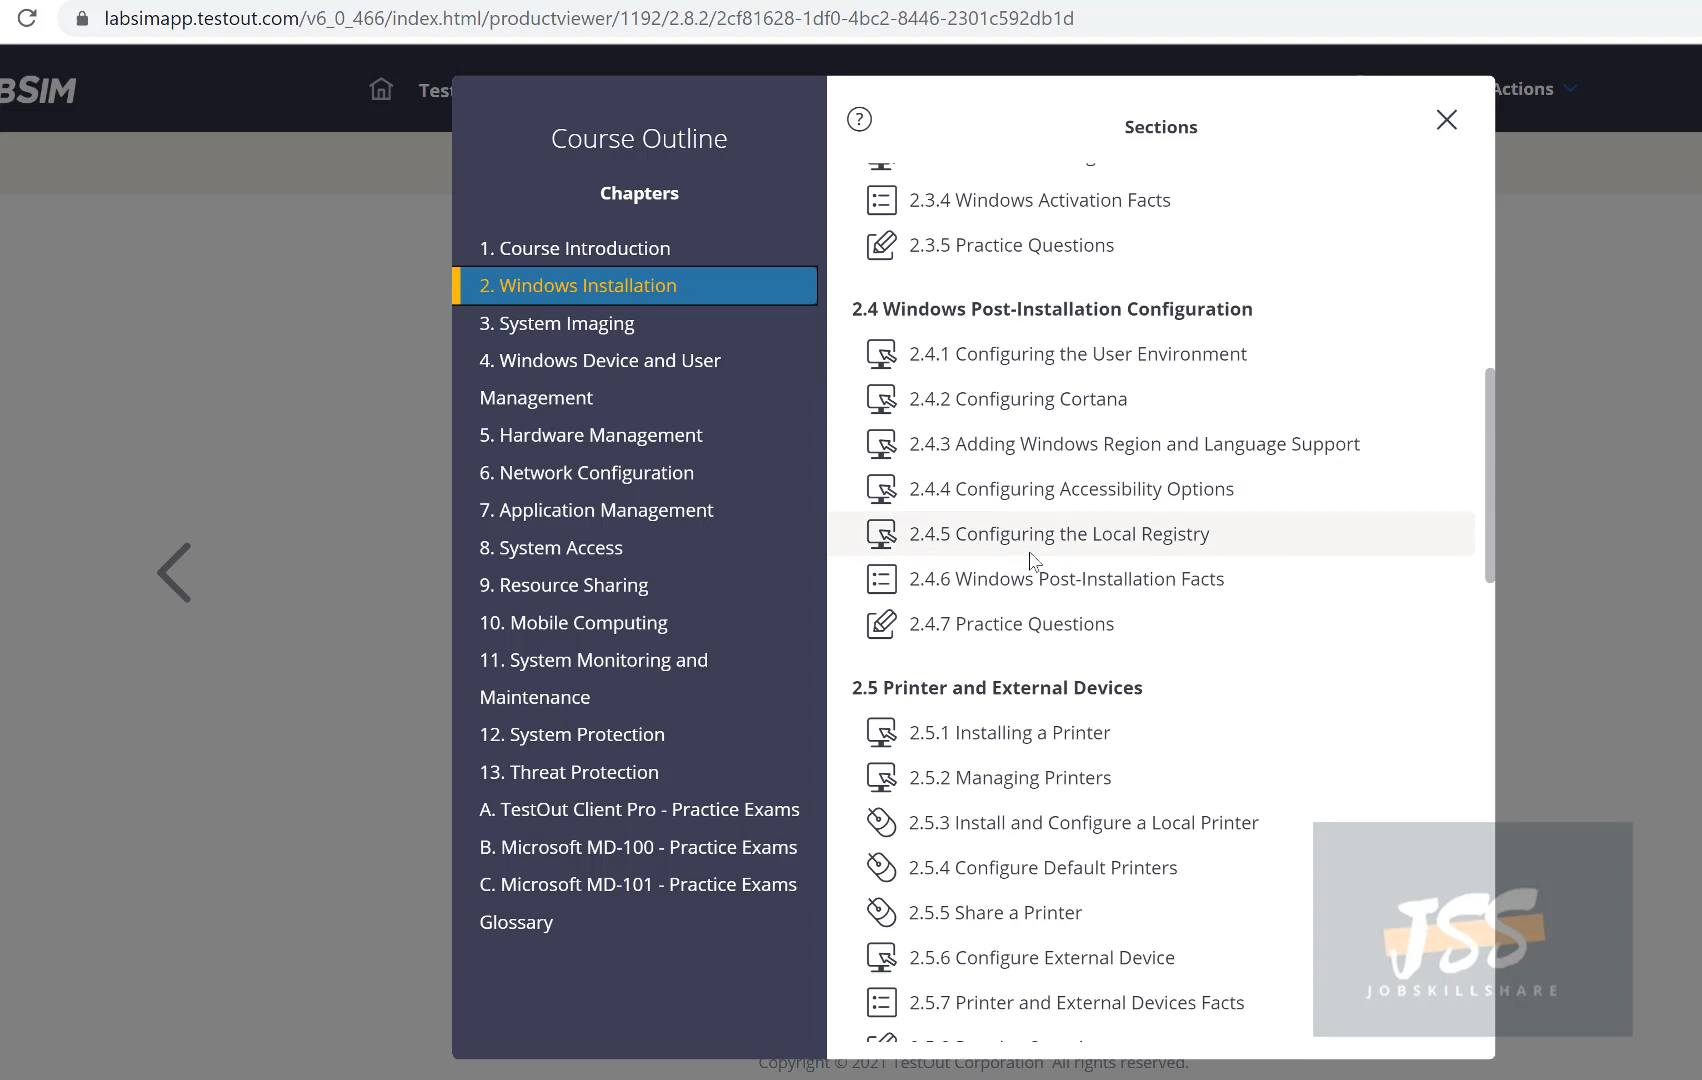 labsimapp.testout.com/v6_0_466/index.html/productviewer/1192/2.8.2/2cf81628-1df0-4bc2-8446-2301c592db1d
BSIM
Test
Actions
Course Outline
Chapters
1. Course Introduction
2. Windows Installation
3. System Imaging
4. Windows Device and User
Management
5. Hardware Management
6. Network Configuration
7. Application Management
8. System Access
9. Resource Sharing
10. Mobile Computing
11. System Monitoring and
Maintenance
12. System Protection
13. Threat Protection
A. TestOut Client Pro - Practice Exams
B. Microsoft MD-100 - Practice Exams
C. Microsoft MD-101 - Practice Exams
Glossary
?
Sections
2.3.4 Windows Activation Facts
2.3.5 Practice Questions
2.4 Windows Post-Installation Configuration
2.4.1 Configuring the User Environment
2.4.2 Configuring Cortana
2.4.3 Adding Windows Region and Language Support
2.4.4 Configuring Accessibility Options
2.4.5 Configuring the Local Registry
2.4.6 Windows Post-Installation Facts
2.4.7 Practice Questions
2.5 Printer and External Devices
2.5.1 Installing a Printer
2.5.2 Managing Printers
2.5.3 Install and Configure a Local Printer
2.5.4 Configure Default Printers
2.5.5 Share a Printer
2.5.6 Configure External Device
2.5.7 Printer and External Devices Facts
JSS
JOBSKILLSHARE
Copyright © 2021 TestOut Corporation All rights reserved.